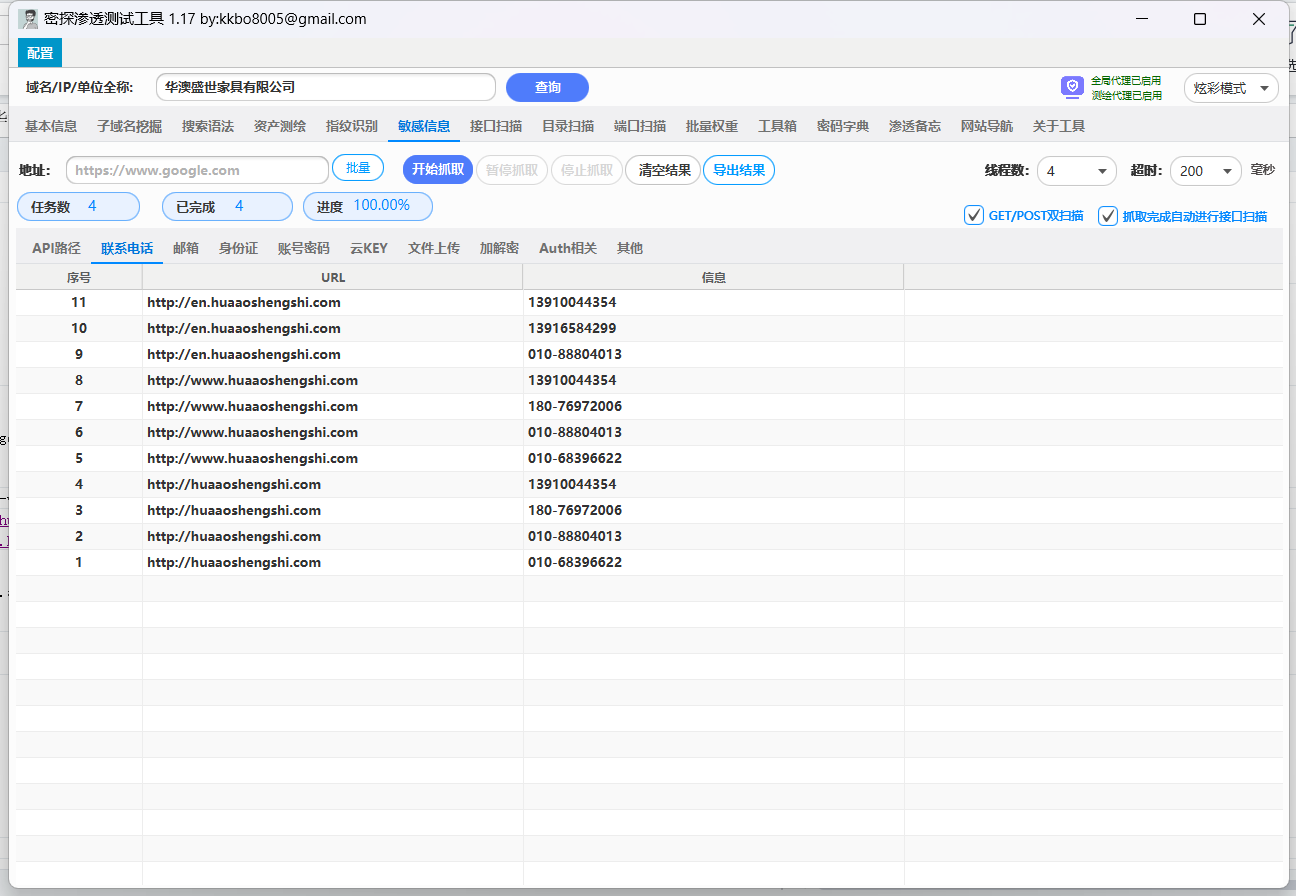 密探渗透测试工具 1.17 by:kkbo8005@gmail.com
配置
域名/IP/单位全称: 华澳盛世家具有限公司 查询 全局代理已启用 炫彩模式
测绘代理已启用
基本信息 子域名挖掘 搜索语法 资产测绘 指纹识别 敏感信息 接口扫描 目录扫描 端口扫描 批量权重 工具箱 密码字典 渗透备忘 网站导航 关于工具
地址: https://www.google.com 批量 开始抓取 暂停抓取 停止抓取 清空结果 导出结果 线程数: 4 超时: 200 毫秒
任务数 4 已完成 4 进度 100.00% GET/POST双扫描 抓取完成自动进行接口扫描
API路径 联系电话 邮箱 身份证 账号密码 云KEY 文件上传 加解密 Auth相关 其他
序号 URL 信息
11 http://en.huaaoshengshi.com 13910044354
10 http://en.huaaoshengshi.com 13916584299
9 http://en.huaaoshengshi.com 010-88804013
8 http://www.huaaoshengshi.com 13910044354
7 http://www.huaaoshengshi.com 180-76972006
6 http://www.huaaoshengshi.com 010-88804013
5 http://www.huaaoshengshi.com 010-68396622
4 http://huaaoshengshi.com 13910044354
3 http://huaaoshengshi.com 180-76972006
2 http://huaaoshengshi.com 010-88804013
1 http://huaaoshengshi.com 010-68396622